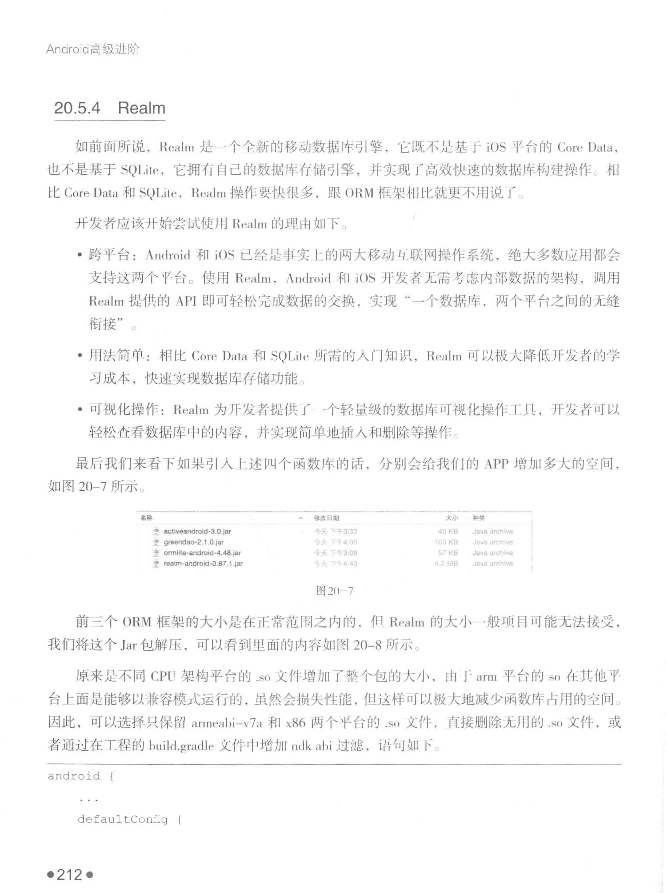 Android高级进阶
20.5.4 Realm
如前面所说，Realm 是一个全新的移动数据库引擎，它既不是基于 iOS 平台的 Core Data，
也不是基于 SQLite，它拥有自己的数据库存储引擎，并实现了高效快速的数据库构建操作。相
比 Core Data 和 SQLite，Realm 操作要快很多，跟 ORM 框架相比就更不用说了。
开发者应该开始尝试使用 Realm 的理由如下。
• 跨平台：Android 和 iOS 已经是事实上的两大移动互联网操作系统，绝大多数应用都会
支持这两个平台。使用 Realm，Android 和 iOS 开发者无需考虑内部数据的架构，调用
Realm 提供的 API 即可轻松完成数据的交换，实现“一个数据库，两个平台之间的无缝
衔接”。
• 用法简单：相比 Core Data 和 SQLite 所需的入门知识，Realm 可以极大降低开发者的学
习成本，快速实现数据库存储功能。
• 可视化操作：Realm 为开发者提供了一个轻量级的数据库可视化操作工具，开发者可以
轻松查看数据库中的内容，并实现简单地插入和删除等操作。
最后我们来看下如果引入上述四个函数库的话，分别会给我们的 APP 增加多大的空间，
如图 20-7 所示。
名称 修改日期 大小 种类
activeandroid-3.0.jar 今天 下午3:32 40 KB Java archive
greendao-2.1.0.jar 今天 下午4:09 100 KB Java archive
ormlite-android-4.48.jar 今天 下午3:08 57 KB Java archive
realm-android-0.87.1.jar 今天 下午4:43 4.2 MB Java archive
图20-7
前三个 ORM 框架的大小是在正常范围之内的，但 Realm 的大小一般项目可能无法接受，
我们将这个 Jar 包解压，可以看到里面的内容如图 20-8 所示。
原来是不同 CPU 架构平台的 .so 文件增加了整个包的大小，由于 arm 平台的 so 在其他平
台上面是能够以兼容模式运行的，虽然会损失性能，但这样可以极大地减少函数库占用的空间。
因此，可以选择只保留 armeabi-v7a 和 x86 两个平台的 .so 文件，直接删除无用的 .so 文件，或
者通过在工程的 build.gradle 文件中增加 ndk abi 过滤，语句如下。
android {
...
defaultConfig {
●212●